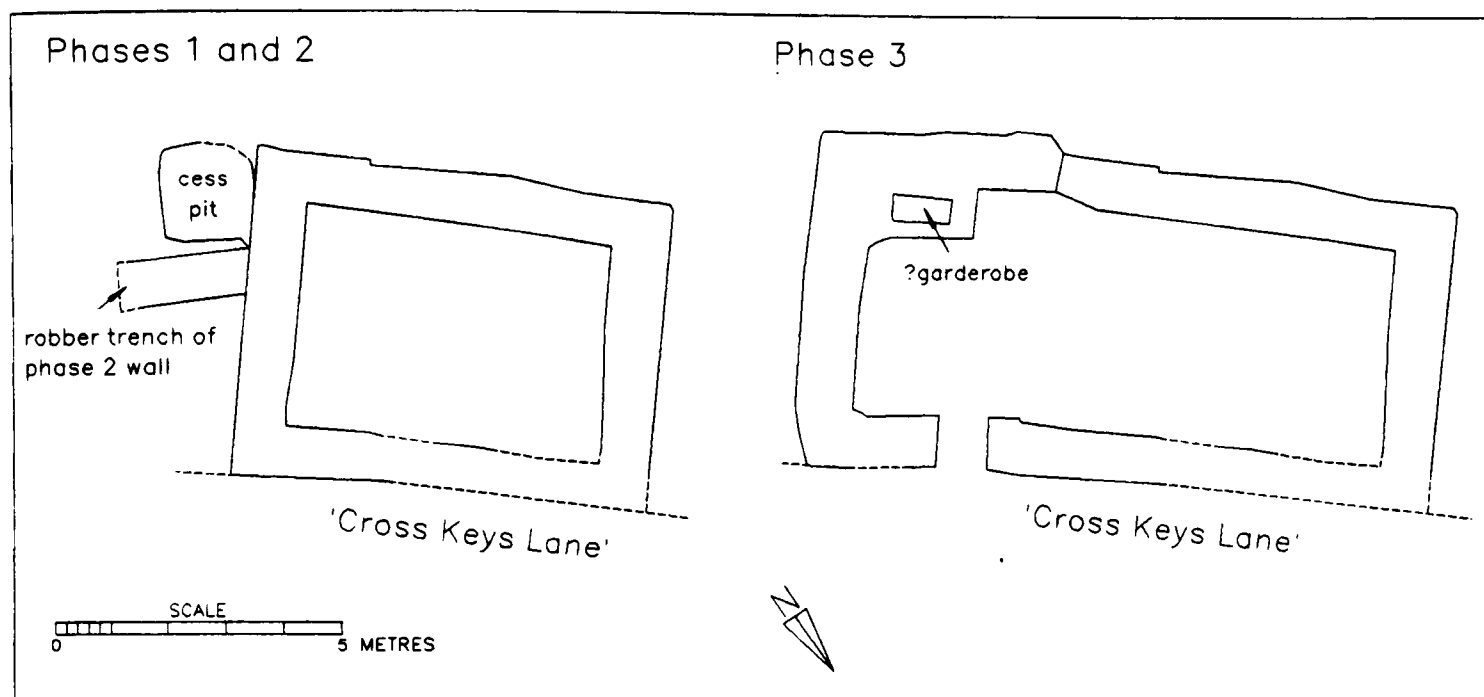 Phases 1 and 2
cess
pit
robber trench of
phase 2 wall
'Cross Keys Lane'
SCALE
0 5 METRES
Phase 3
?garderobe
'Cross Keys Lane'
N